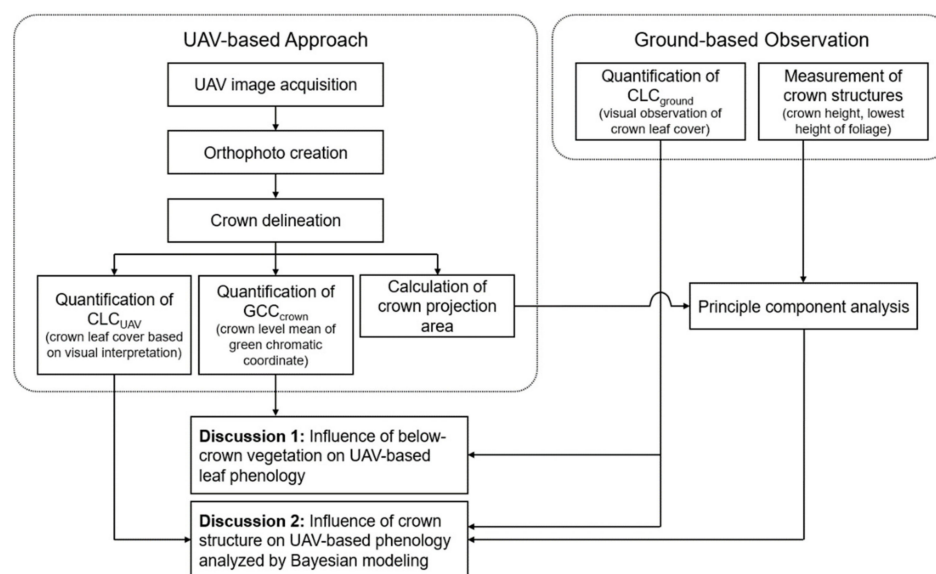 UAV-based Approach
UAV image acquisition
Orthophoto creation
Crown delineation
Quantification of
CLCUAV
(crown leaf cover based
on visual interpretation)
Quantification of
GCCcrown
(crown level mean of
green chromatic
coordinate)
Calculation of
crown projection
area
Ground-based Observation
Quantification of
CLCground
(visual observation of
crown leaf cover)
Measurement of
crown structures
(crown height, lowest
height of foliage)
Principle component analysis
Discussion 1: Influence of below-
crown vegetation on UAV-based
leaf phenology
Discussion 2: Influence of crown
structure on UAV-based phenology
analyzed by Bayesian modeling